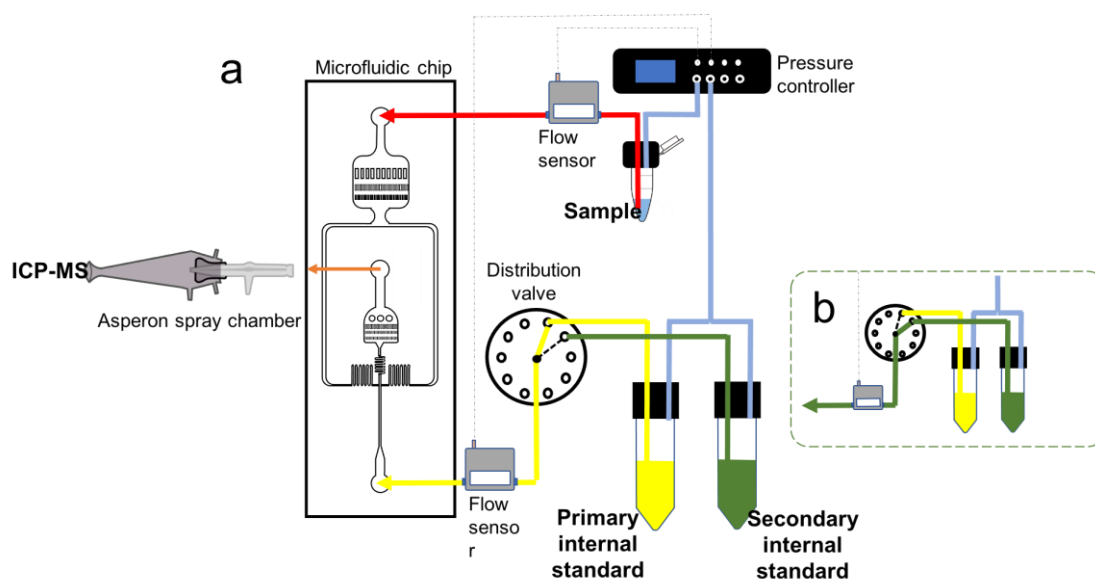 a
Microfluidic chip
Pressure
controller
Flow
sensor
Sample
ICP-MS
Asperon spray chamber
Distribution
valve
b
Flow
senso
r
Primary
internal
standard
Secondary
internal
standard